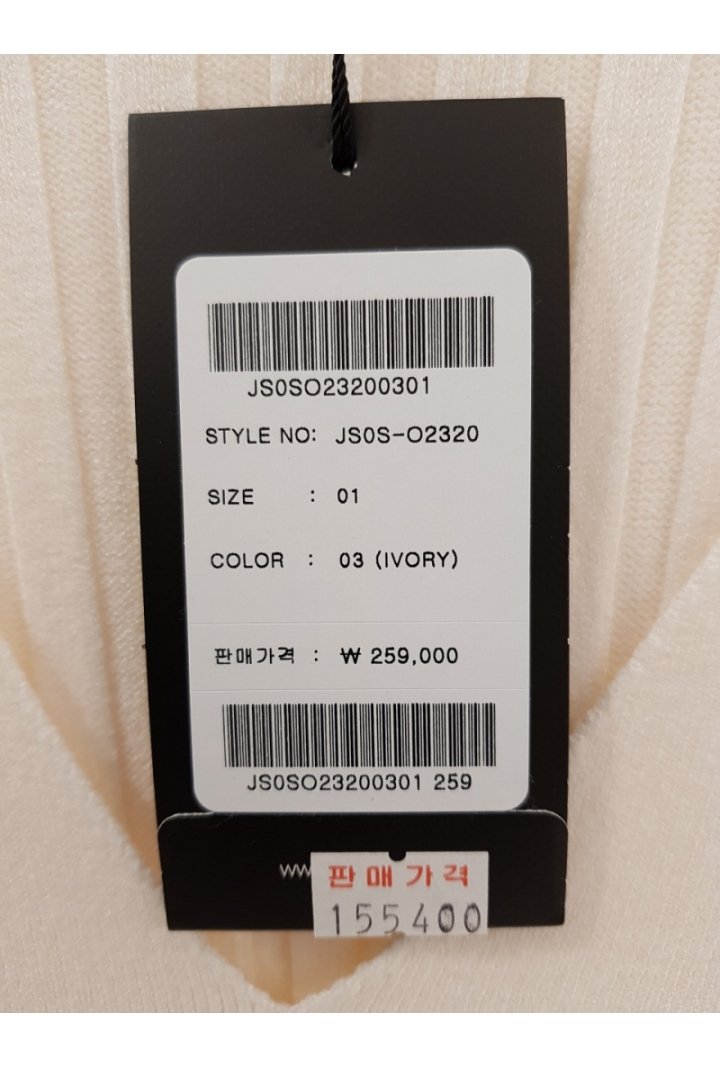 JS0SO23200301
STYLE NO: JS0S-O2320
SIZE : 01
COLOR : 03 (IVORY)
판매가격 : ₩ 259,000
JS0SO23200301 259
판매가격
155400